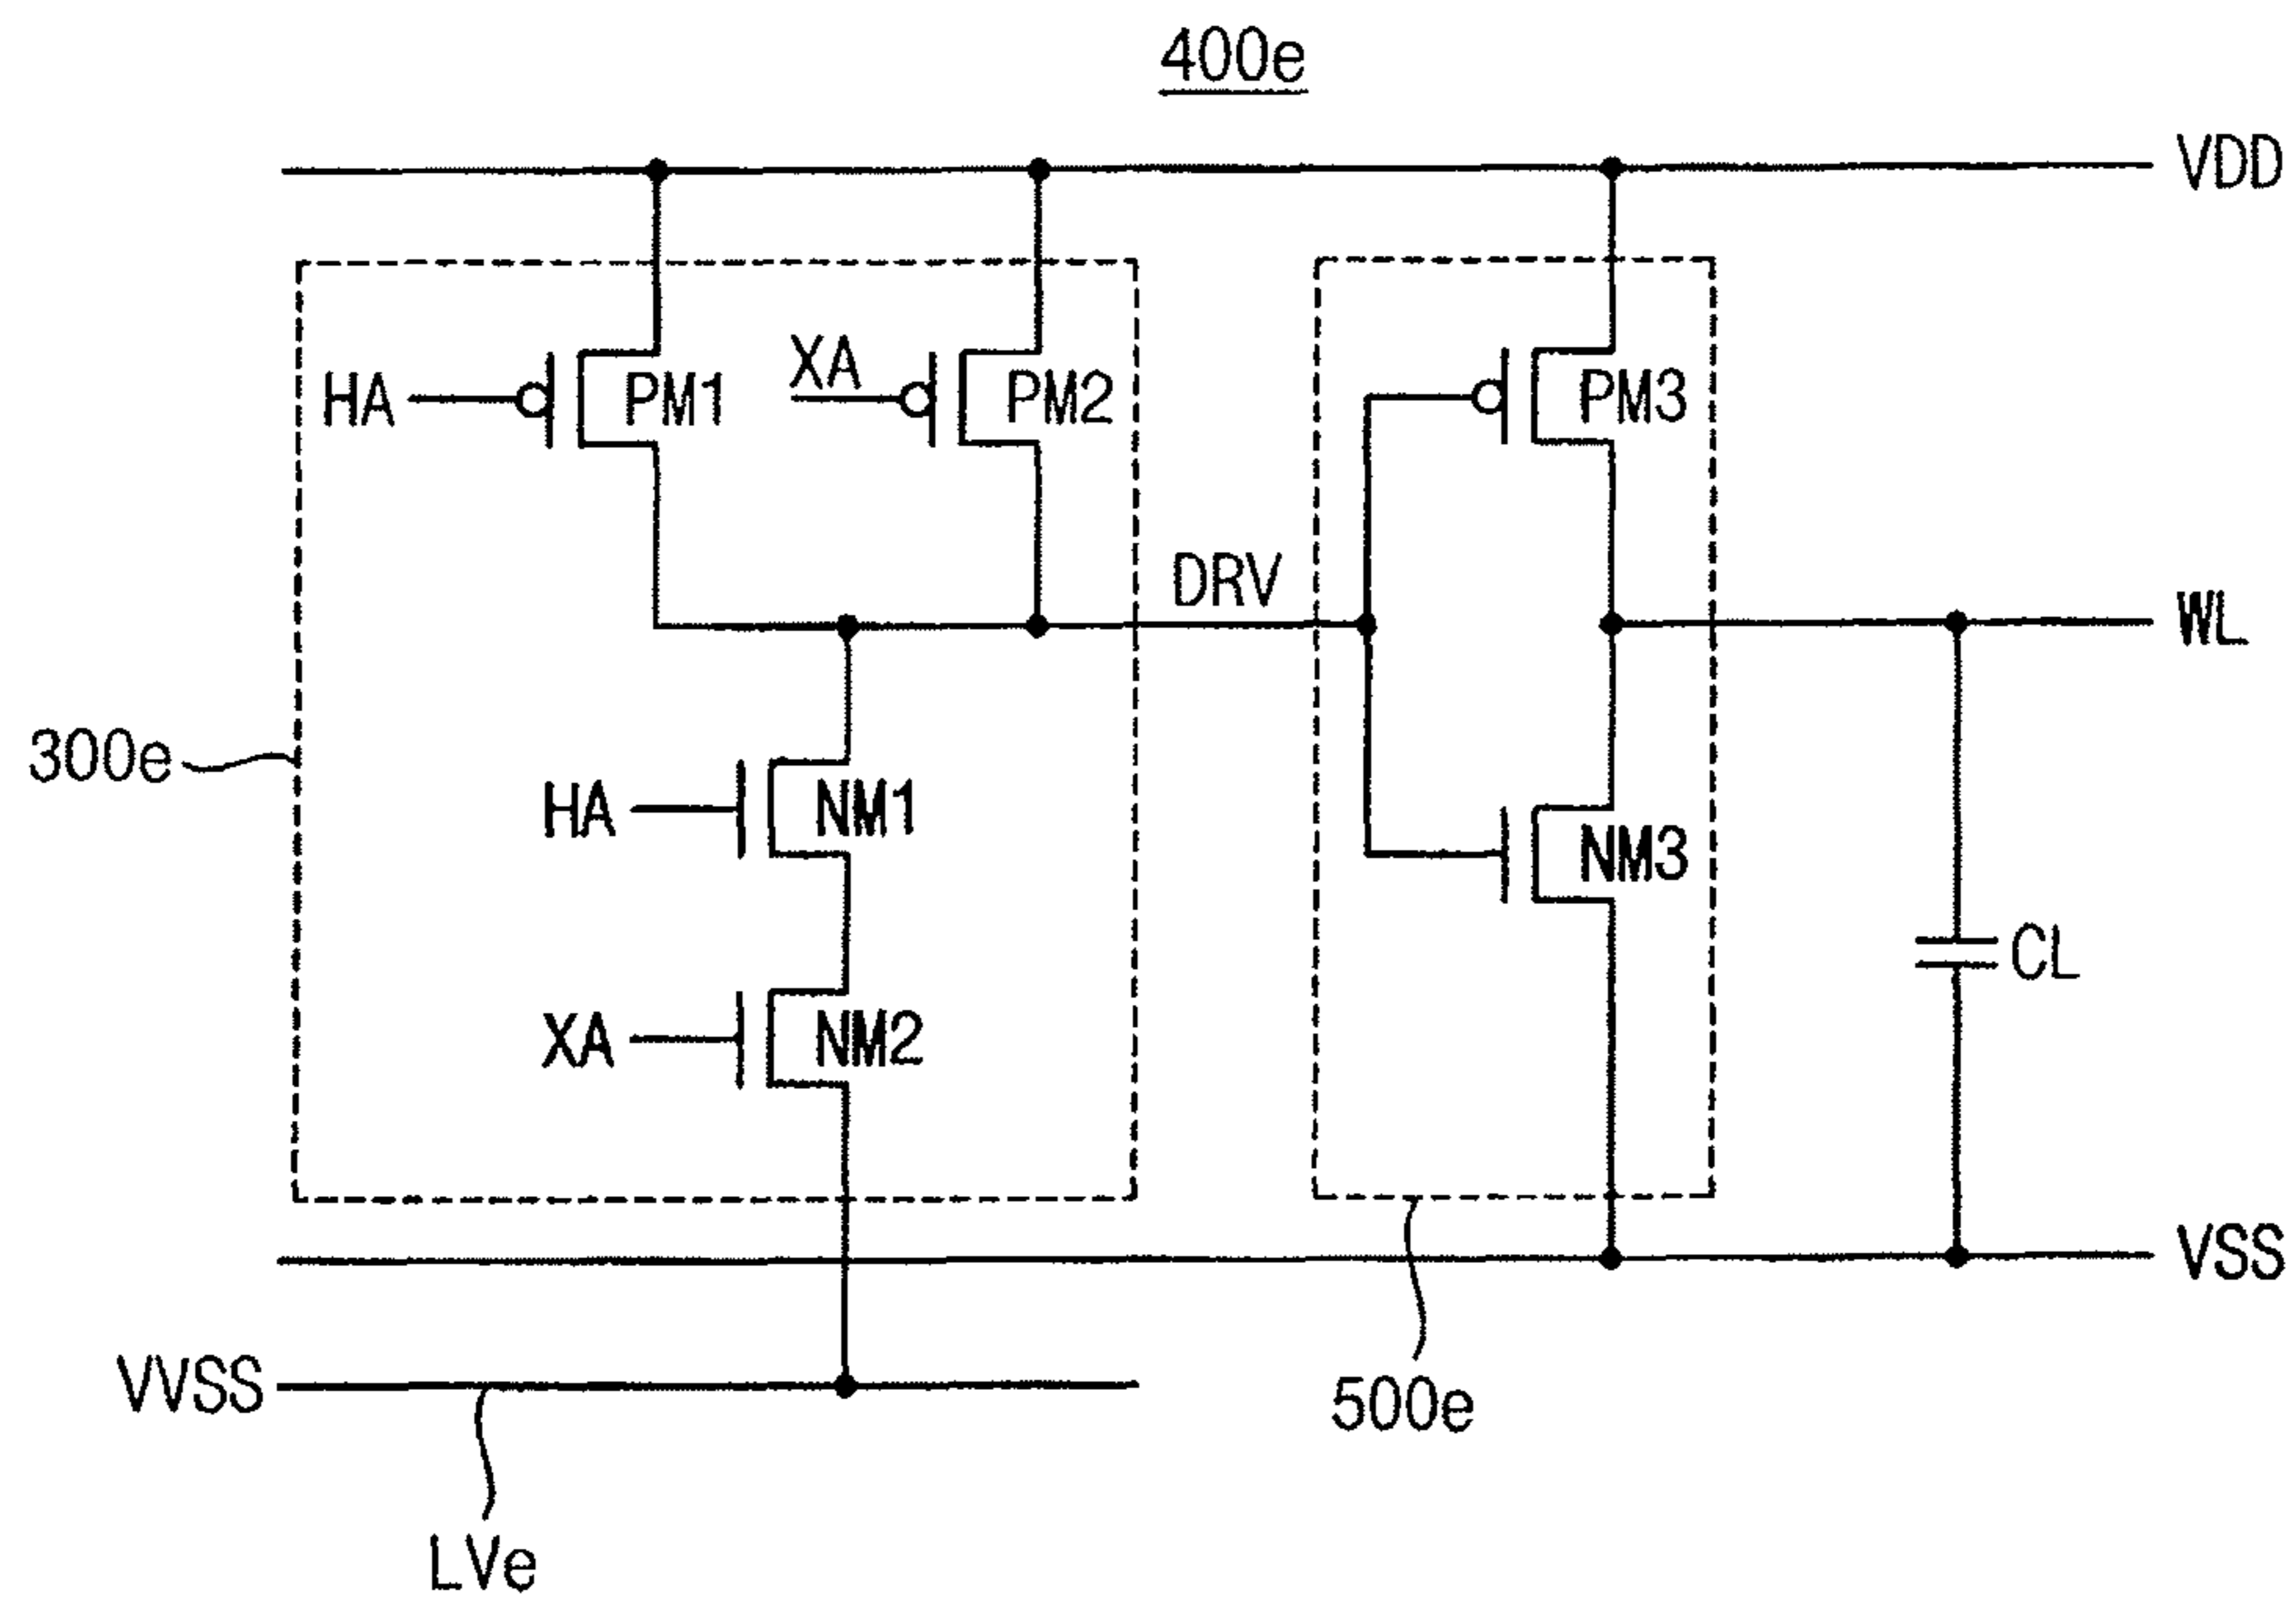 400e
VDD
HA
PM1
XA
PM2
PM3
DRV
WL
300e
HA
NM1
NM3
CL
XA
NM2
VSS
VVSS
500e
LVe